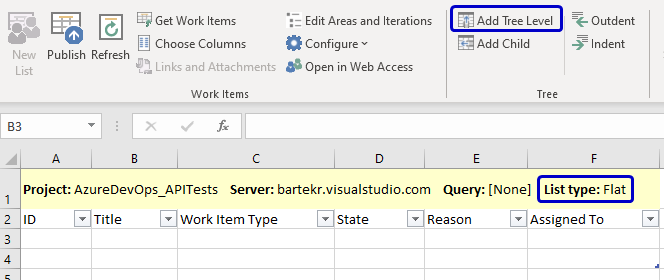 New List
Publish
Refresh
Get Work Items
Choose Columns
Links and Attachments
Edit Areas and Iterations
Configure
Open in Web Access
Work Items
Add Tree Level
Add Child
Outdent
Indent
Tree
B3
fx
A B C D E F
1 Project: AzureDevOps_APITests Server: bartekr.visualstudio.com Query: [None] List type: Flat
2 ID Title Work Item Type State Reason Assigned To
3
4
5